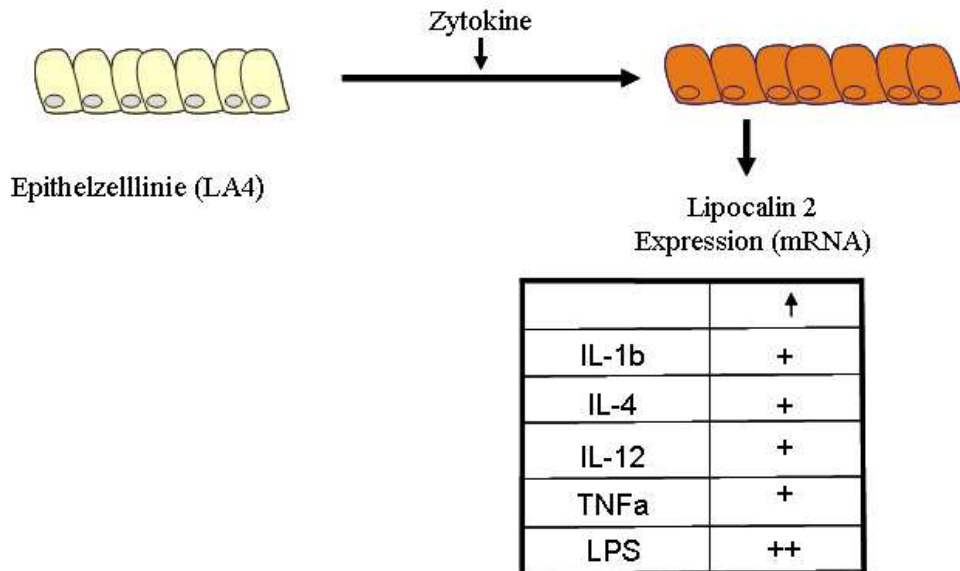 Zytokine
Epithelzelllinie (LA4)
Lipocalin 2
Expression (mRNA)
↑
IL-1b +
IL-4 +
IL-12 +
TNFa +
LPS ++